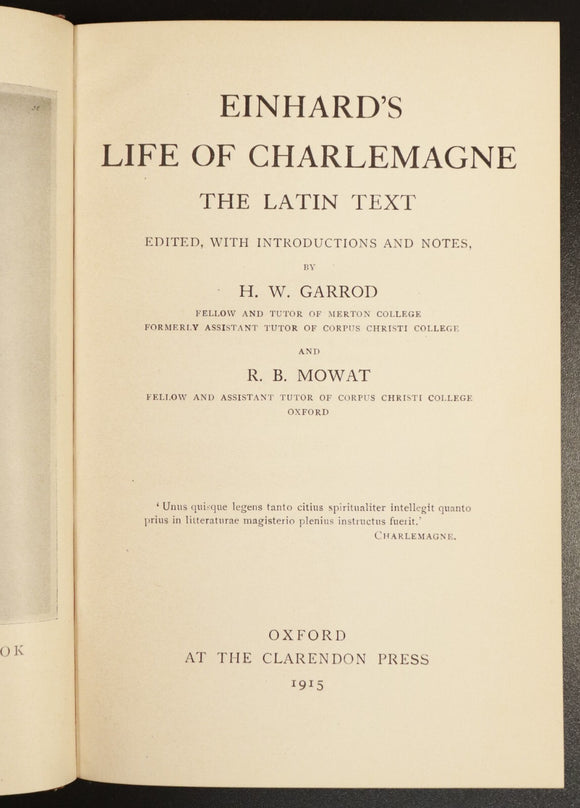 OK
EINHARD'S
LIFE OF CHARLEMAGNE
THE LATIN TEXT
EDITED, WITH INTRODUCTIONS AND NOTES,
BY
H. W. GARROD
FELLOW AND TUTOR OF MERTON COLLEGE
FORMERLY ASSISTANT TUTOR OF CORPUS CHRISTI COLLEGE
AND
R. B. MOWAT
FELLOW AND ASSISTANT TUTOR OF CORPUS CHRISTI COLLEGE
OXFORD
‘Unus quisque legens tanto citius spiritualiter intellegit quanto
prius in litteraturae magisterio plenius instructus fuerit.’
CHARLEMAGNE.
OXFORD
AT THE CLARENDON PRESS
1915